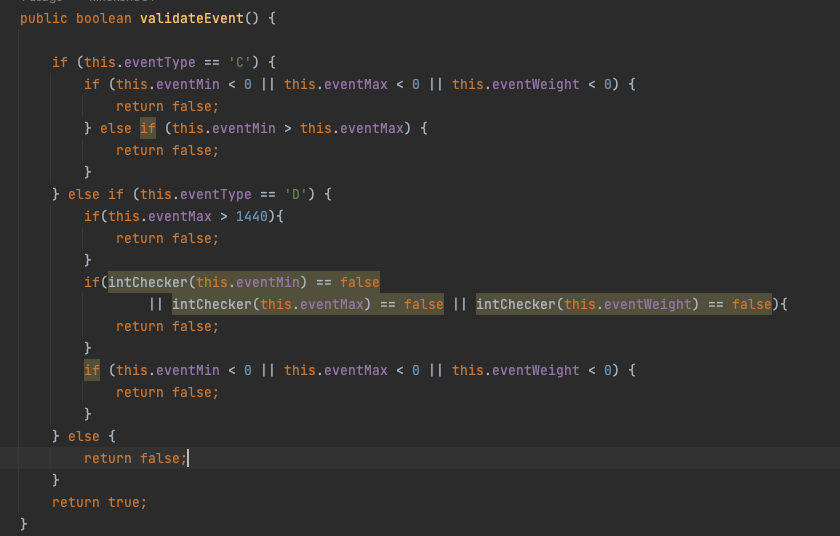 public boolean validateEvent() {
if (this.eventType == 'C') {
if (this.eventMin < 0 || this.eventMax < 0 || this.eventWeight < 0) {
return false;
} else if (this.eventMin > this.eventMax) {
return false;
}
} else if (this.eventType == 'D') {
if(this.eventMax > 1440){
return false;
}
if(intChecker(this.eventMin) == false
|| intChecker(this.eventMax) == false || intChecker(this.eventWeight) == false){
return false;
}
if (this.eventMin < 0 || this.eventMax < 0 || this.eventWeight < 0) {
return false;
}
} else {
return false;
}
return true;
}